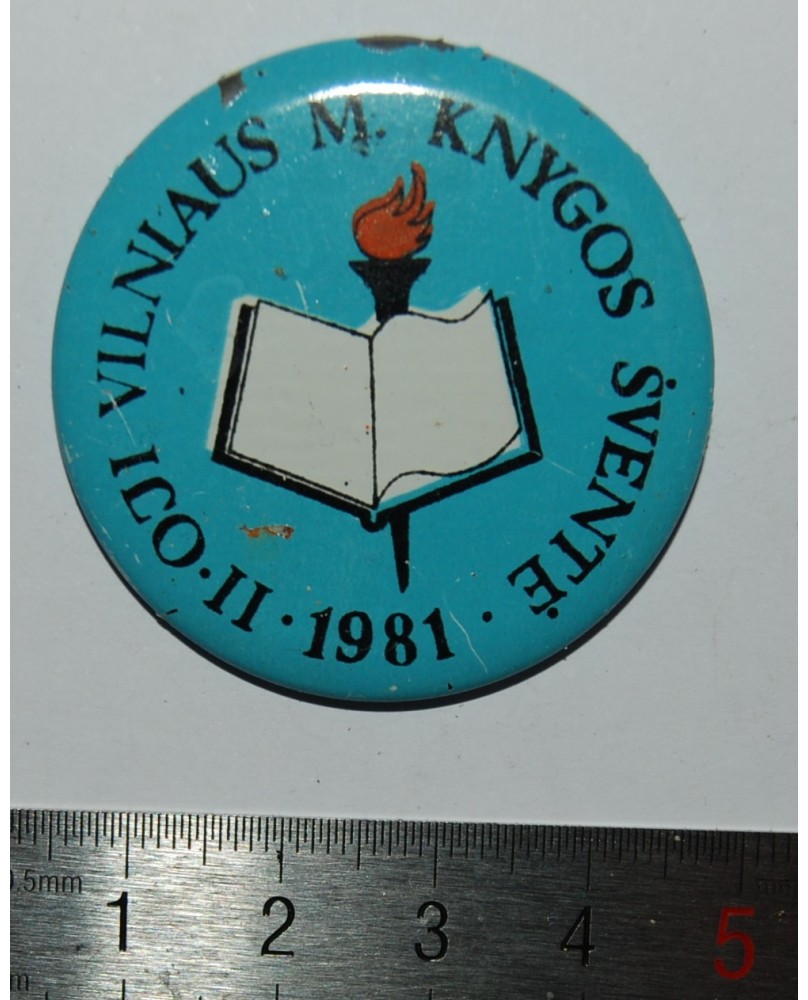 II·OJI VILNIAUS M. KNYGOS ŠVENTĖ
· 1981 ·
0.5mm
1 2 3 4 5